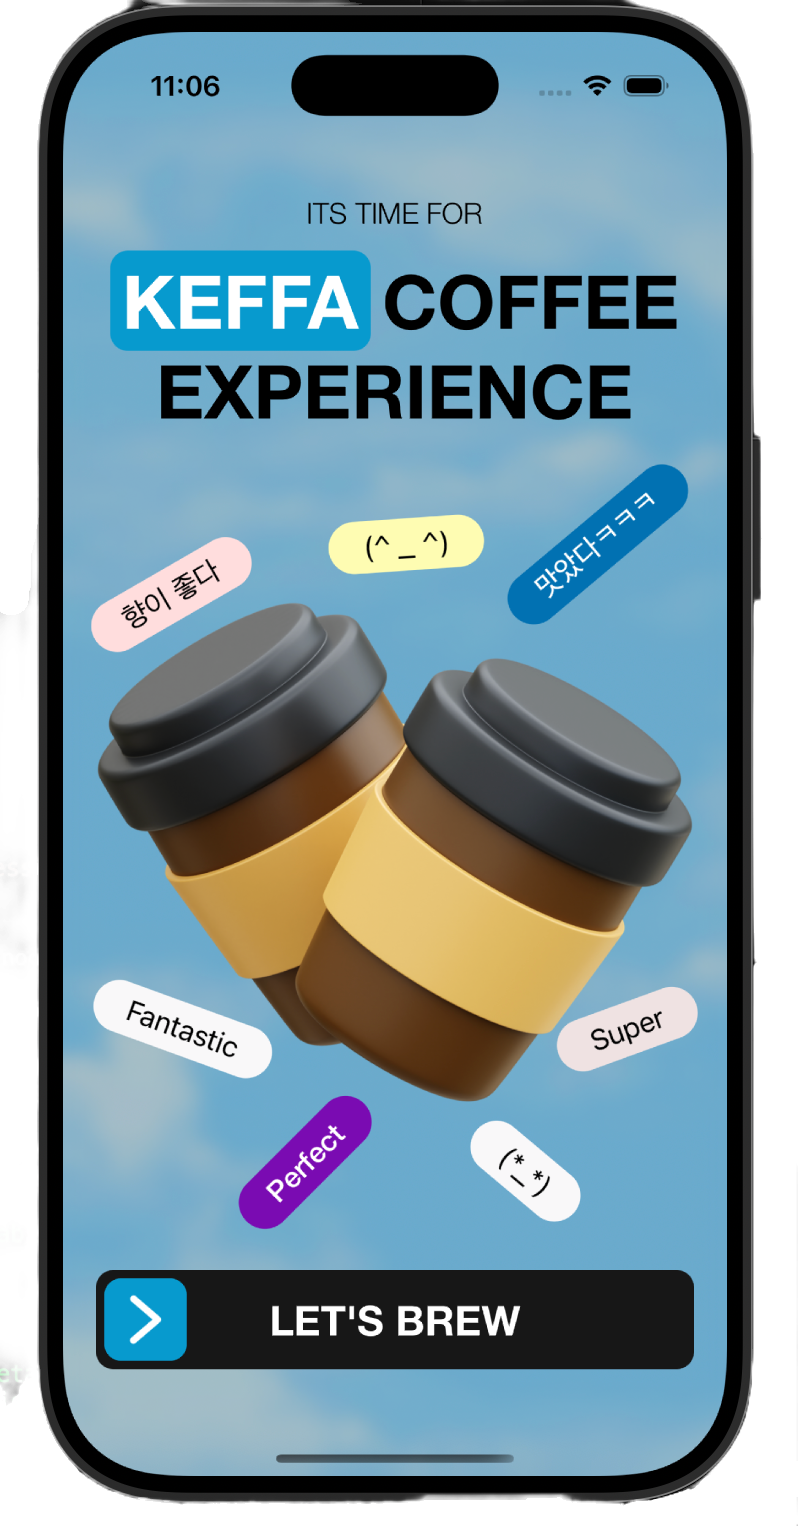 11:06
ITS TIME FOR
KEFFA COFFEE
EXPERIENCE
향이 좋다
(^ _ ^)
맛았다ㅋㅋㅋ
Fantastic
Super
Perfect
(*_*)
LET'S BREW